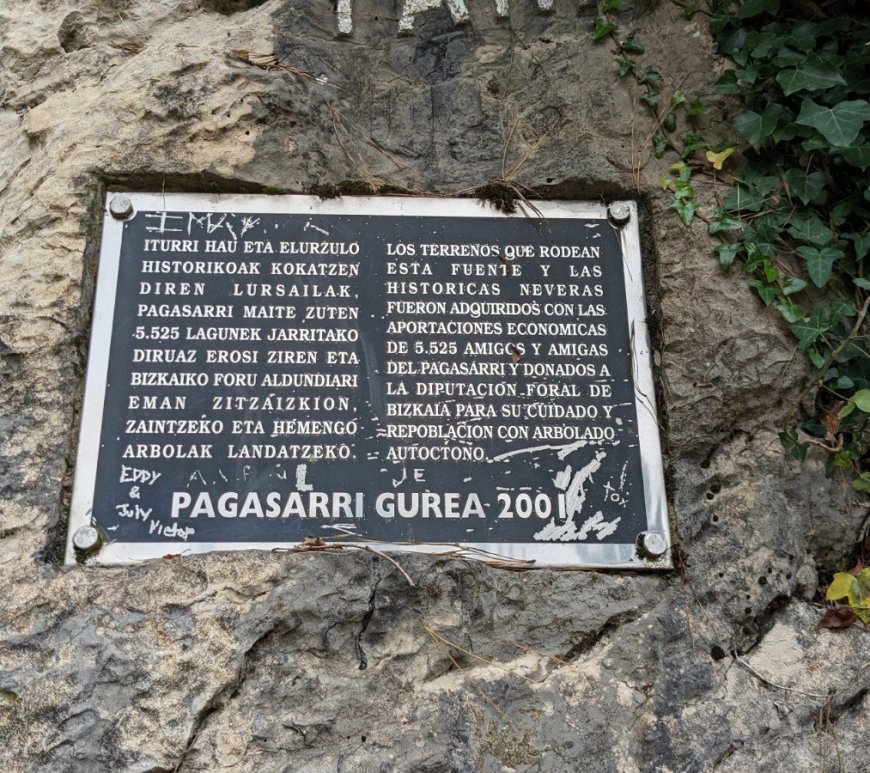 ITURRI HAU ETA ELURZULO
HISTORIKOAK KOKATZEN
DIREN LURSAILAK,
PAGASARRI MAITE ZUTEN
5.525 LAGUNEK JARRITAKO
DIRUAZ EROSI ZIREN ETA
BIZKAIKO FORU ALDUNDIARI
EMAN ZITZAIZKION,
ZAINTZEKO ETA HEMENGO
ARBOLAK LANDATZEKO.
LOS TERRENOS QUE RODEAN
ESTA FUENTE Y LAS
HISTORICAS NEVERAS
FUERON ADQUIRIDOS CON LAS
APORTACIONES ECONOMICAS
DE 5.525 AMIGOS Y AMIGAS
DEL PAGASARRI Y DONADOS A
LA DIPUTACION FORAL DE
BIZKAIA PARA SU CUIDADO Y
REPOBLACION CON ARBOLADO
AUTOCTONO.
EDDY
&
July
Victor
PAGASARRI GUREA 2001